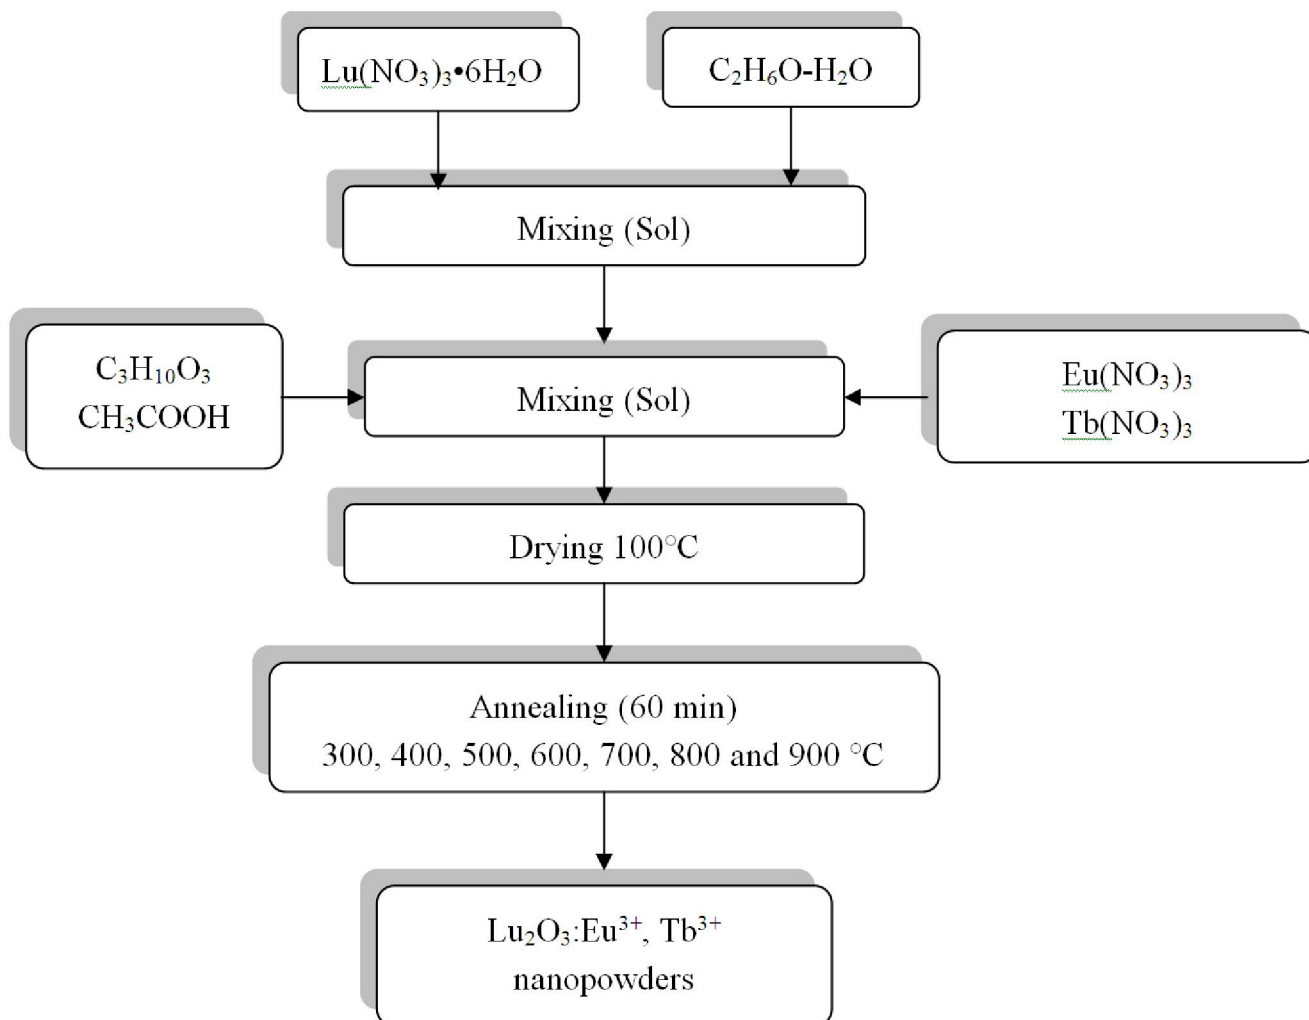 Lu(NO₃)₃•6H₂O
C₂H₆O-H₂O
Mixing (Sol)
C₃H₁₀O₃
CH₃COOH
Mixing (Sol)
Eu(NO₃)₃
Tb(NO₃)₃
Drying 100°C
Annealing (60 min)
300, 400, 500, 600, 700, 800 and 900 °C
Lu₂O₃:Eu³⁺, Tb³⁺
nanopowders